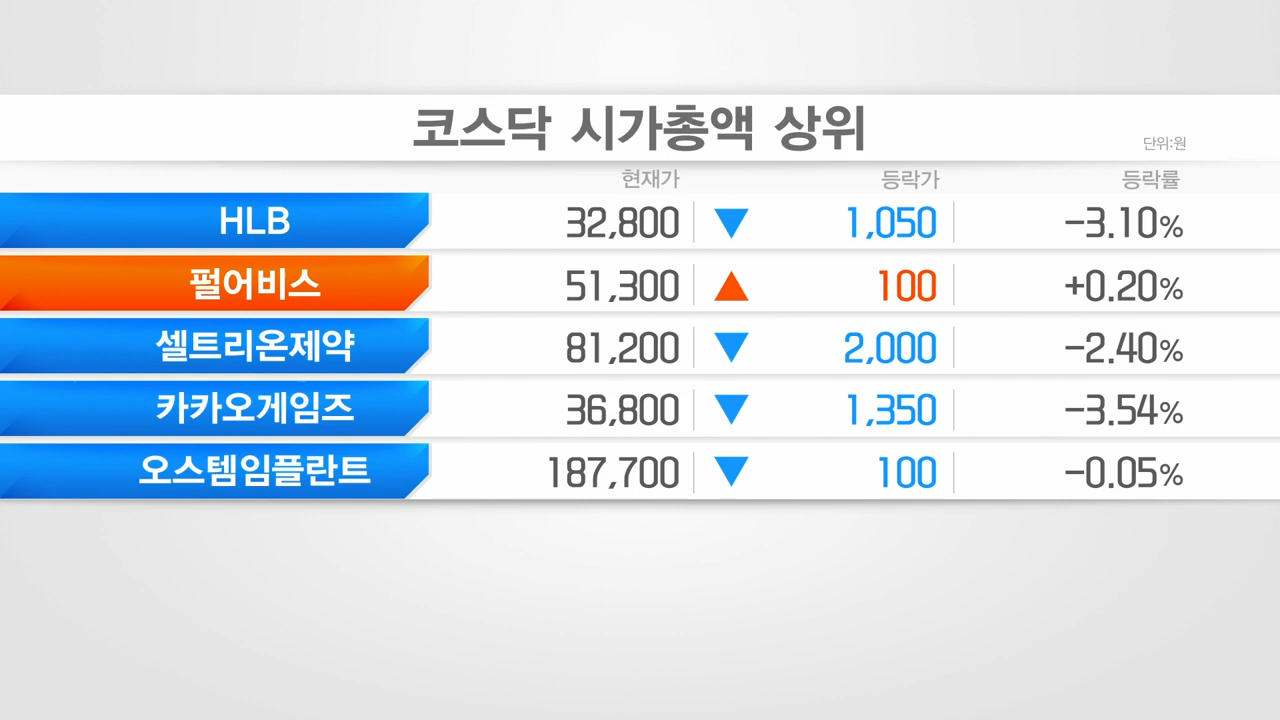 코스닥 시가총액 상위
단위:원
현재가 등락가 등락률
HLB 32,800 ▼ 1,050 -3.10%
펄어비스 51,300 ▲ 100 +0.20%
셀트리온제약 81,200 ▼ 2,000 -2.40%
카카오게임즈 36,800 ▼ 1,350 -3.54%
오스템임플란트 187,700 ▼ 100 -0.05%